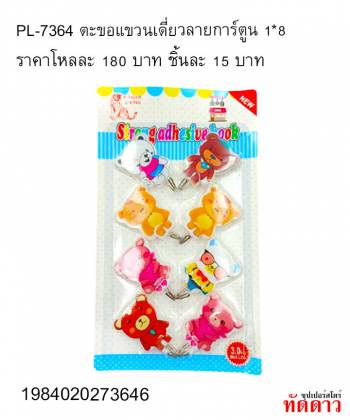 PL-7364 ตะขอแขวนเดี่ยวลายการ์ตูน 1*8
ราคาโหลละ 180 บาท ชิ้นละ 15 บาท
NEW
Strong adhesive hook
3.0
1984020273646
ซุปเปอร์สโตร์
ทัดดาว